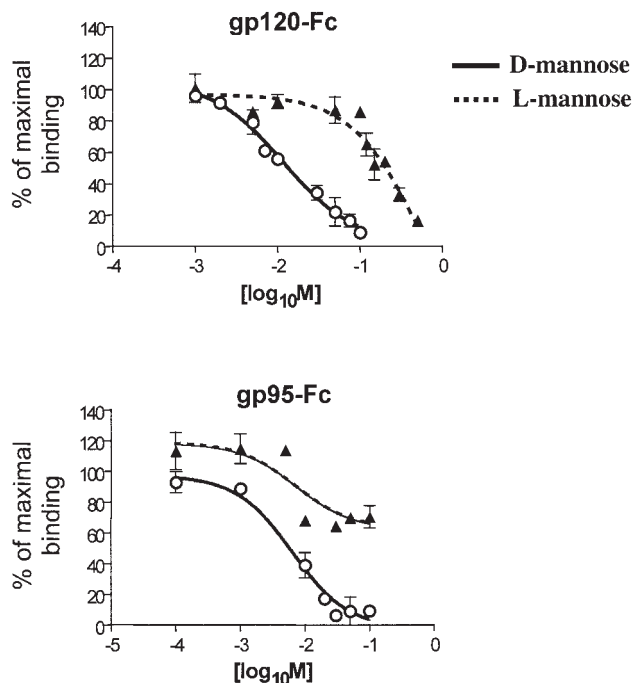 gp120-Fc
D-mannose
L-mannose
% of maximal
binding
140
120
100
80
60
40
20
0
-4
-3
-2
-1
0
[log10M]
gp95-Fc
% of maximal
binding
140
120
100
80
60
40
20
0
-5
-4
-3
-2
-1
0
[log10M]